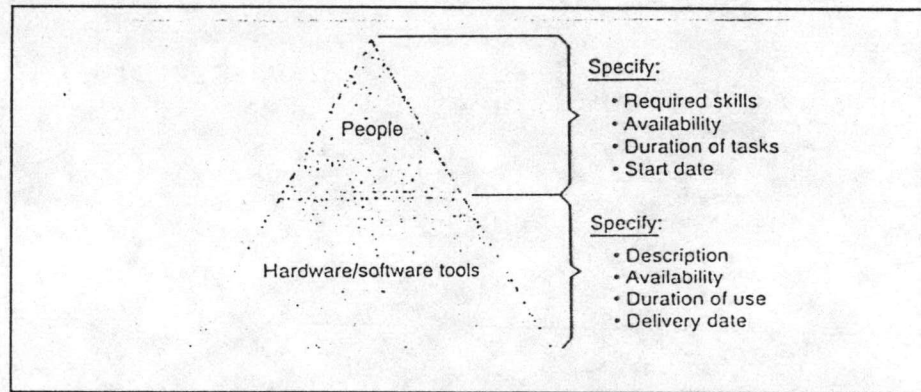 People
Hardware/software tools
Specify:
• Required skills
• Availability
• Duration of tasks
• Start date
Specify:
• Description
• Availability
• Duration of use
• Delivery date